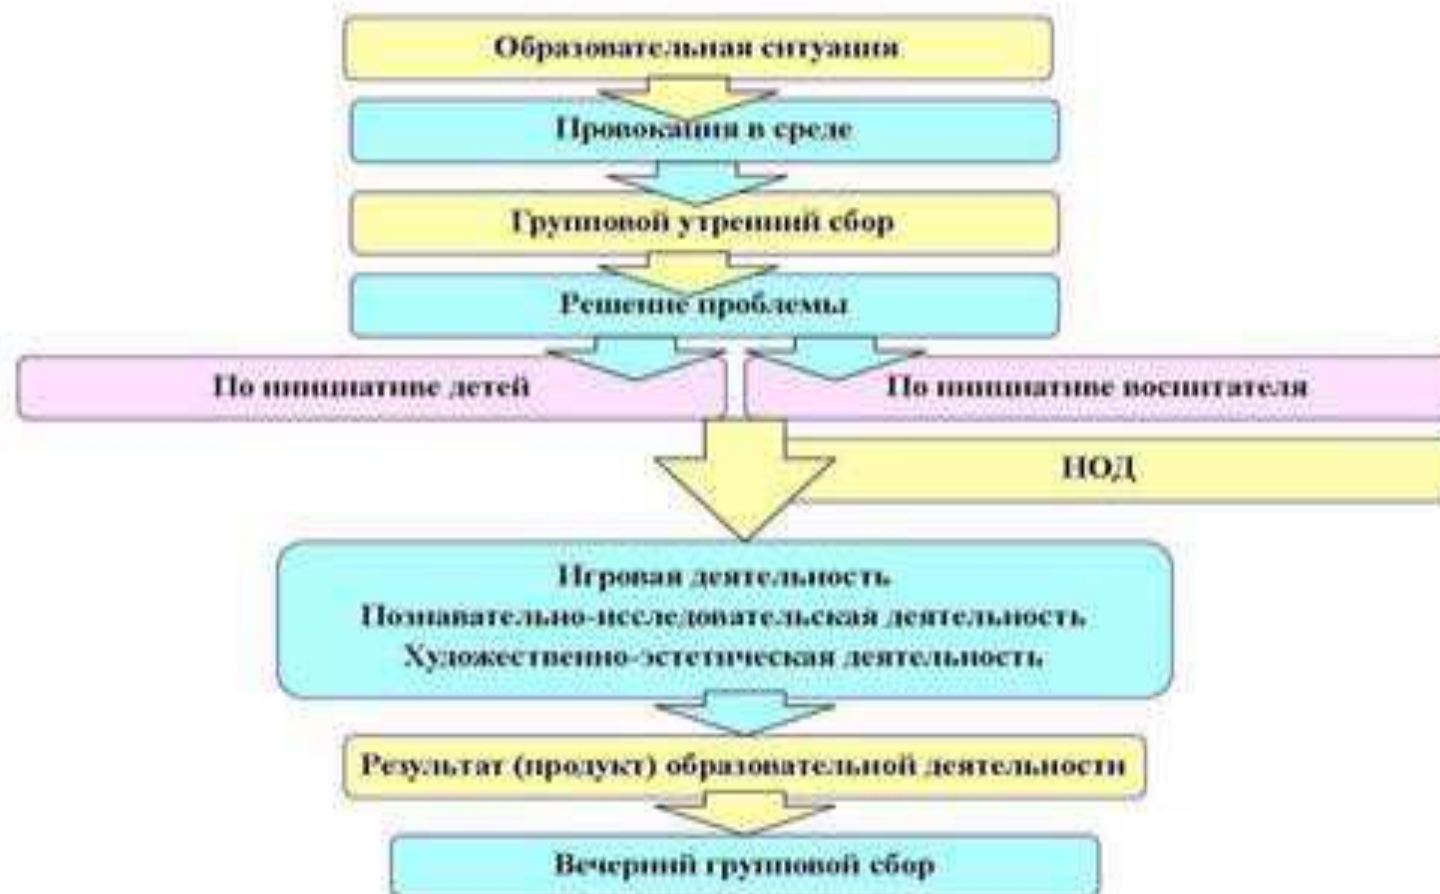 Образовательная ситуация
Провокация в среде
Групповой утренний сбор
Решение проблемы
По инициативе детей
По инициативе воспитателя
НОД
Игровая деятельность
Познавательно-исследовательская деятельность
Художественно-эстетическая деятельность
Результат (продукт) образовательной деятельности
Вечерний групповой сбор